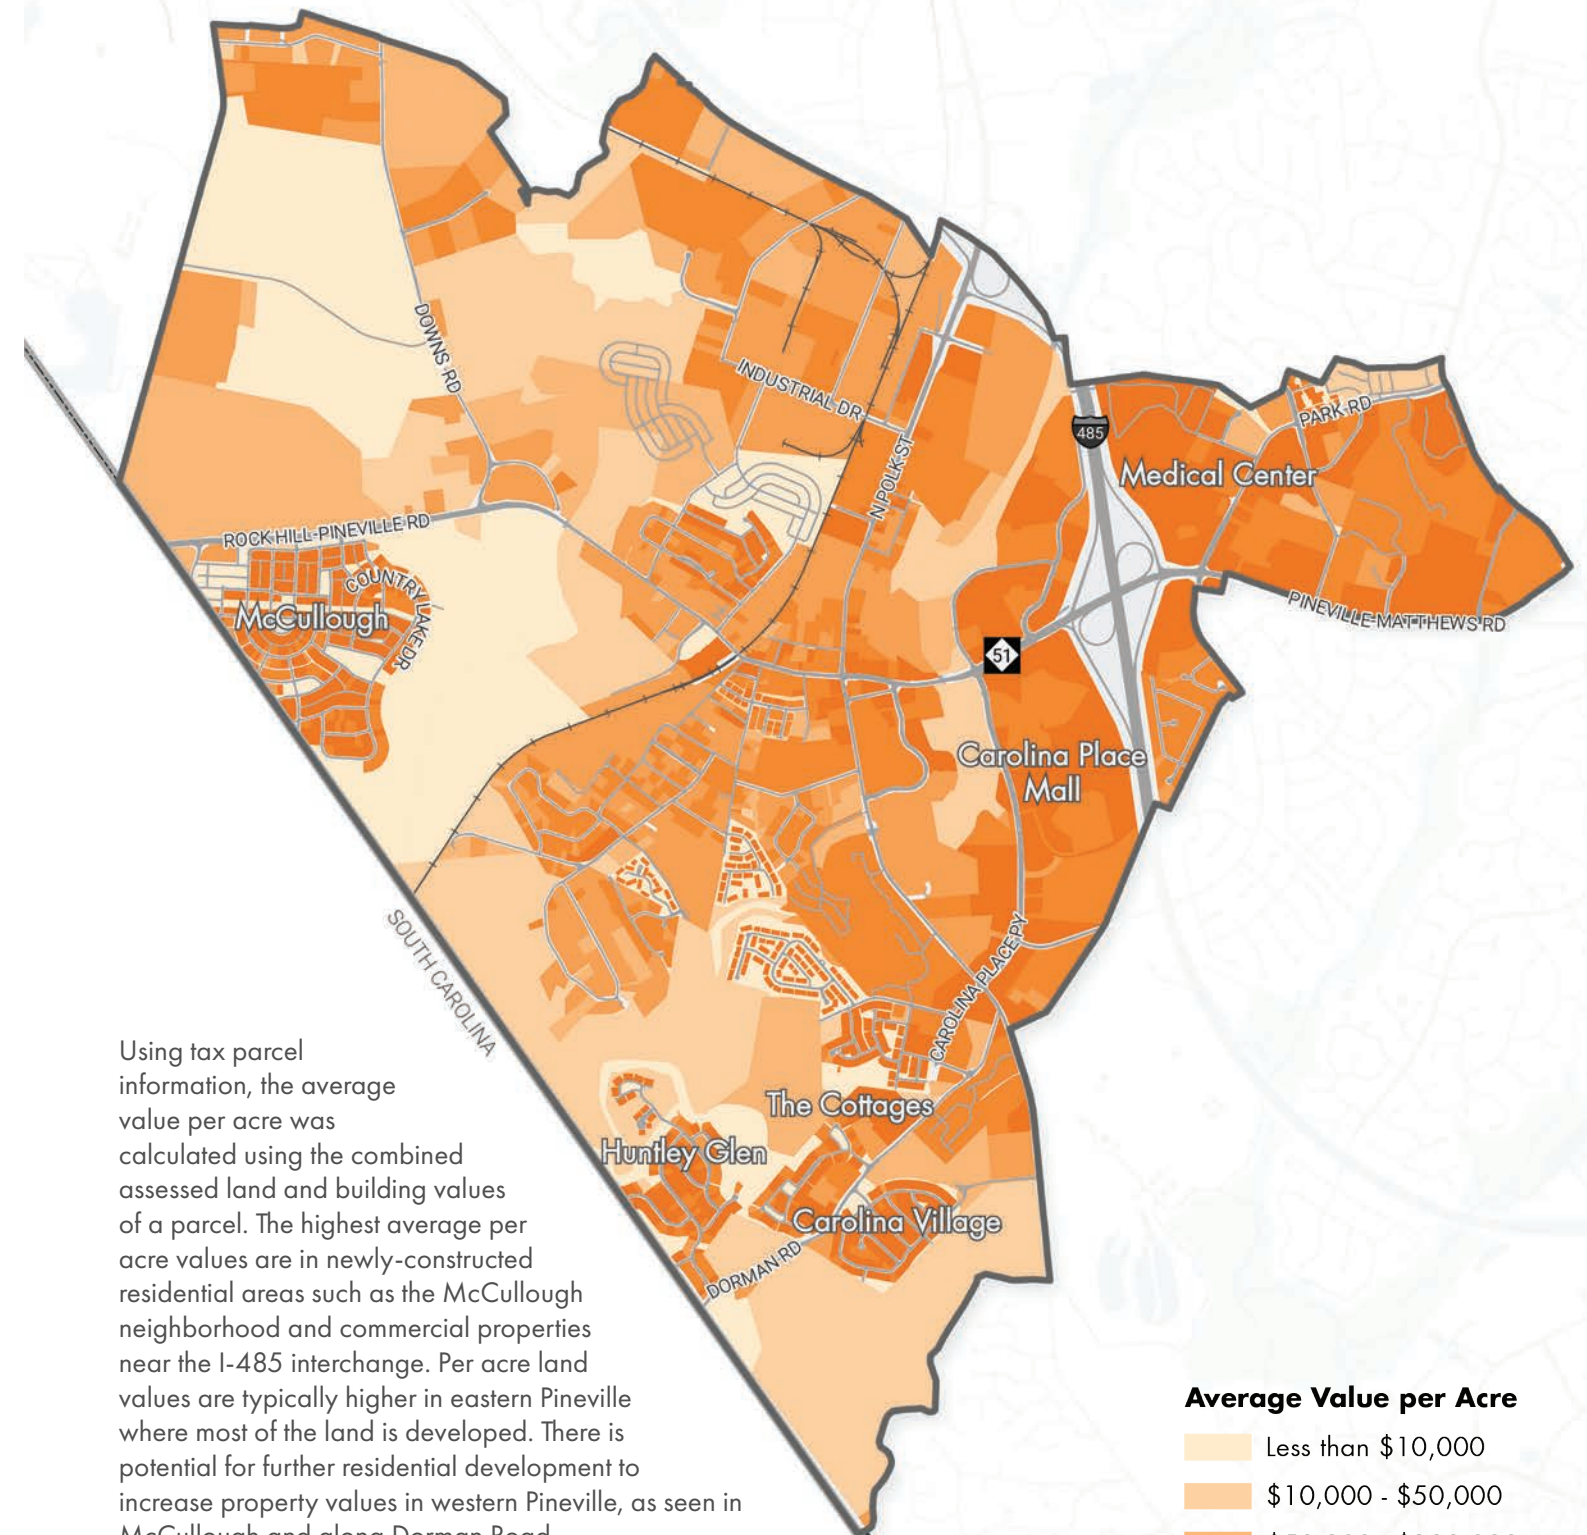 DOWNS RD
INDUSTRIAL DR
N POLK ST
485
PARK RD
Medical Center
ROCK HILL-PINEVILLE RD
COUNTRY LAKE DR
McCullough
PINEVILLE-MATTHEWS RD
51
Carolina Place
Mall
SOUTH CAROLINA
CAROLINA PLACE PY
The Cottages
Huntley Glen
Carolina Village
DORMAN RD
Using tax parcel
information, the average
value per acre was
calculated using the combined
assessed land and building values
of a parcel. The highest average per
acre values are in newly-constructed
residential areas such as the McCullough
neighborhood and commercial properties
near the I-485 interchange. Per acre land
values are typically higher in eastern Pineville
where most of the land is developed. There is
potential for further residential development to
increase property values in western Pineville, as seen in
McCullough and along Dorman Road
Average Value per Acre
Less than $10,000
$10,000 - $50,000